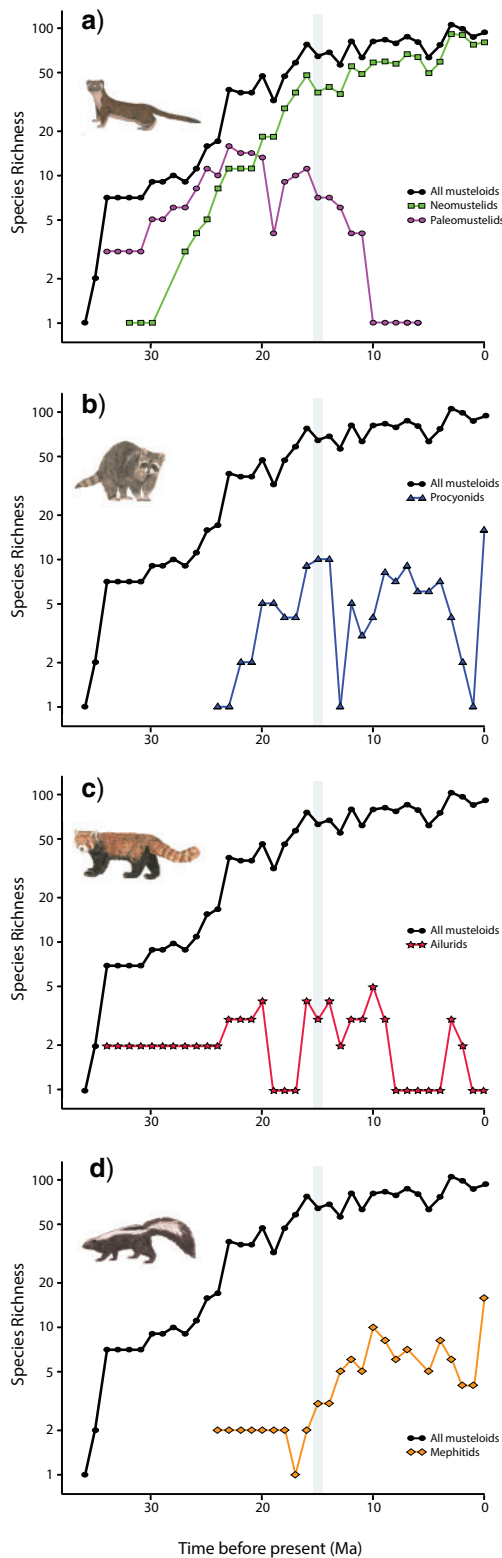 a)
100
50
20
10
5
2
1
Species Richness
All musteloids
Neomustelids
Paleomustelids
30
20
10
0
b)
100
50
20
10
5
2
1
Species Richness
All musteloids
Procyonids
30
20
10
0
c)
100
50
20
10
5
2
1
Species Richness
All musteloids
Ailurids
30
20
10
0
d)
100
50
20
10
5
2
1
Species Richness
All musteloids
Mephitids
30
20
10
0
Time before present (Ma)